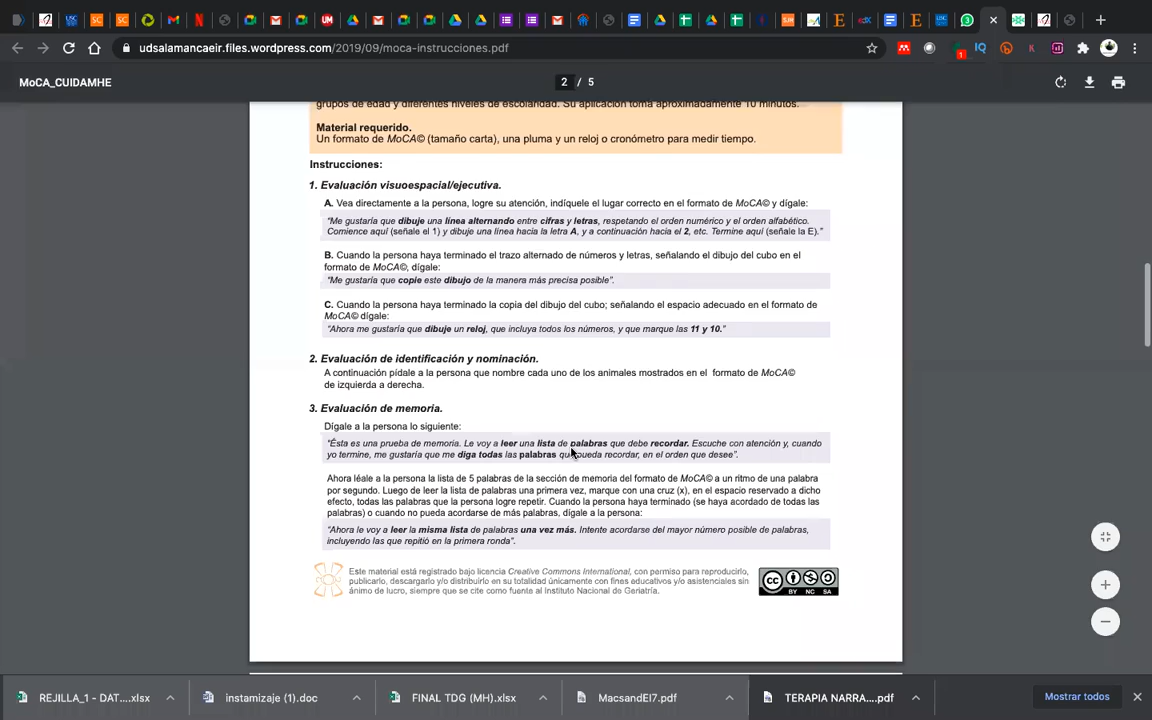 udsalamancaeir.files.wordpress.com/2019/09/moca-instrucciones.pdf
MoCA_CUIDAMHE
2 / 5
grupos de edad y diferentes niveles de escolaridad. Su aplicación toma aproximadamente 10 minutos.
Material requerido.
Un formato de MoCA© (tamaño carta), una pluma y un reloj o cronómetro para medir tiempo.
Instrucciones:
1. Evaluación visuoespacial/ejecutiva.
A. Vea directamente a la persona, logre su atención, indíquele el lugar correcto en el formato de MoCA© y dígale:
“Me gustaría que dibuje una línea alternando entre cifras y letras, respetando el orden numérico y el orden alfabético.
Comience aquí (señale el 1) y dibuje una línea hacia la letra A, y a continuación hacia el 2, etc. Termine aquí (señale la E).”
B. Cuando la persona haya terminado el trazo alternado de números y letras, señalando el dibujo del cubo en el
formato de MoCA©, dígale:
“Me gustaría que copie este dibujo de la manera más precisa posible”.
C. Cuando la persona haya terminado la copia del dibujo del cubo; señalando el espacio adecuado en el formato de
MoCA© dígale:
“Ahora me gustaría que dibuje un reloj, que incluya todos los números, y que marque las 11 y 10.”
2. Evaluación de identificación y nominación.
A continuación pídale a la persona que nombre cada uno de los animales mostrados en el formato de MoCA©
de izquierda a derecha.
3. Evaluación de memoria.
Dígale a la persona lo siguiente:
“Ésta es una prueba de memoria. Le voy a leer una lista de palabras que debe recordar. Escuche con atención y, cuando
yo termine, me gustaría que me diga todas las palabras que pueda recordar, en el orden que desee”.
Ahora léale a la persona la lista de 5 palabras de la sección de memoria del formato de MoCA© a un ritmo de una palabra
por segundo. Luego de leer la lista de palabras una primera vez, marque con una cruz (x), en el espacio reservado a dicho
efecto, todas las palabras que la persona logre repetir. Cuando la persona haya terminado (se haya acordado de todas las
palabras) o cuando no pueda acordarse de más palabras, dígale a la persona:
“Ahora le voy a leer la misma lista de palabras una vez más. Intente acordarse del mayor número posible de palabras,
incluyendo las que repitió en la primera ronda”.
Este material está registrado bajo licencia Creative Commons International, con permiso para reproducirlo,
publicarlo, descargarlo y/o distribuirlo en su totalidad únicamente con fines educativos y/o asistenciales sin
ánimo de lucro, siempre que se cite como fuente al Instituto Nacional de Geriatría.
cc BY NC SA
REJILLA_1 - DAT....xlsx
instamizaje (1).doc
FINAL TDG (MH).xlsx
MacsandEI7.pdf
TERAPIA NARRA....pdf
Mostrar todos